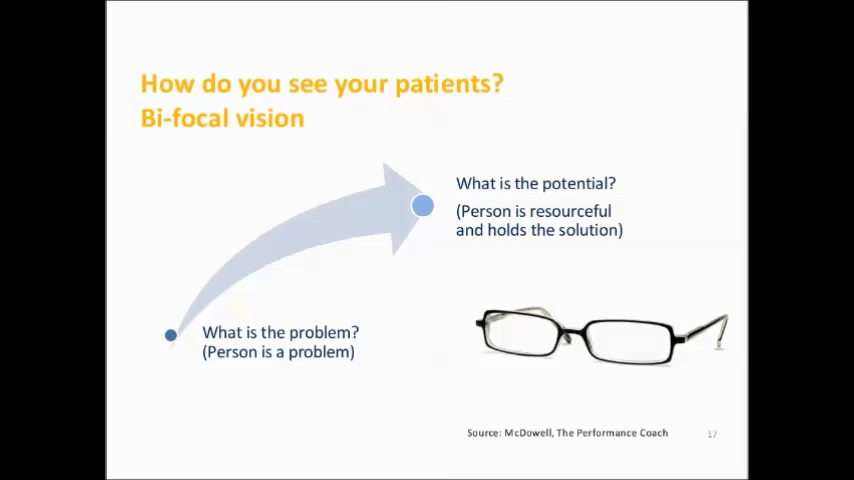 How do you see your patients?
Bi-focal vision
What is the potential?
(Person is resourceful
and holds the solution)
What is the problem?
(Person is a problem)
Source: McDowell, The Performance Coach
17